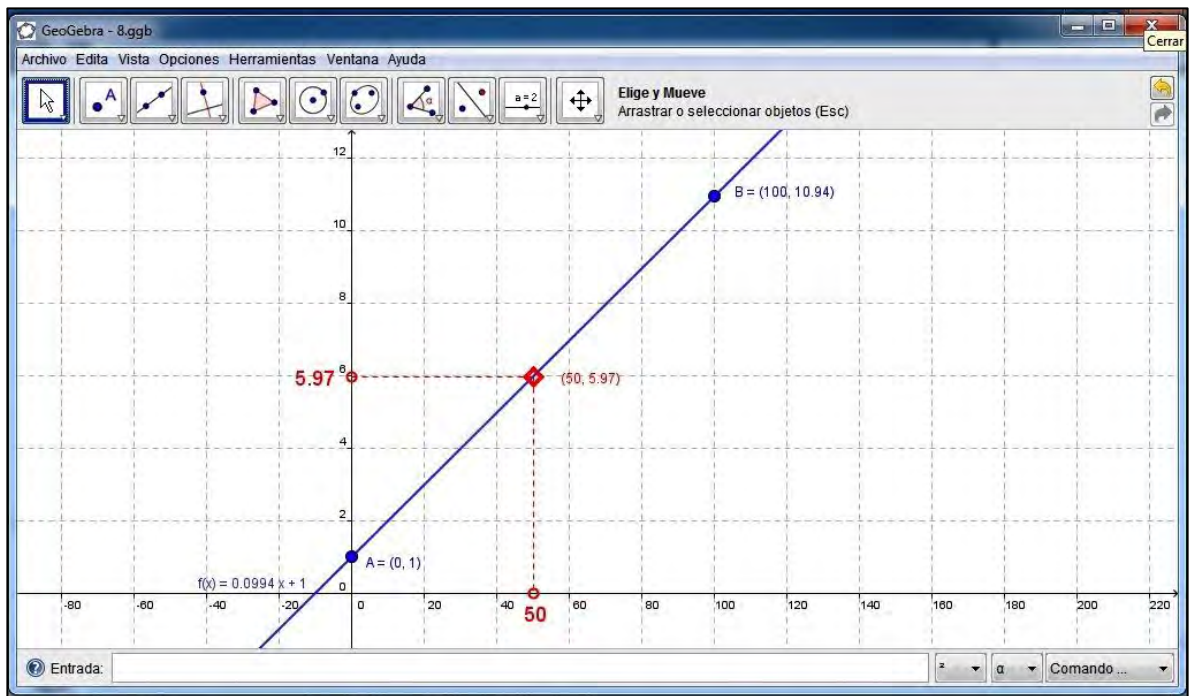 GeoGebra - 8.ggb
Cerrar
Archivo Edita Vista Opciones Herramientas Ventana Ayuda
A
α
a = 2
Elige y Mueve
Arrastrar o seleccionar objetos (Esc)
12
B = (100, 10.94)
10
8
5.97
6
(50, 5.97)
4
2
A = (0, 1)
f(x) = 0.0994 x + 1
0
-80 -60 -40 -20 0 20 40 60 80 100 120 140 160 180 200 220
50
Entrada:
² α Comando ...